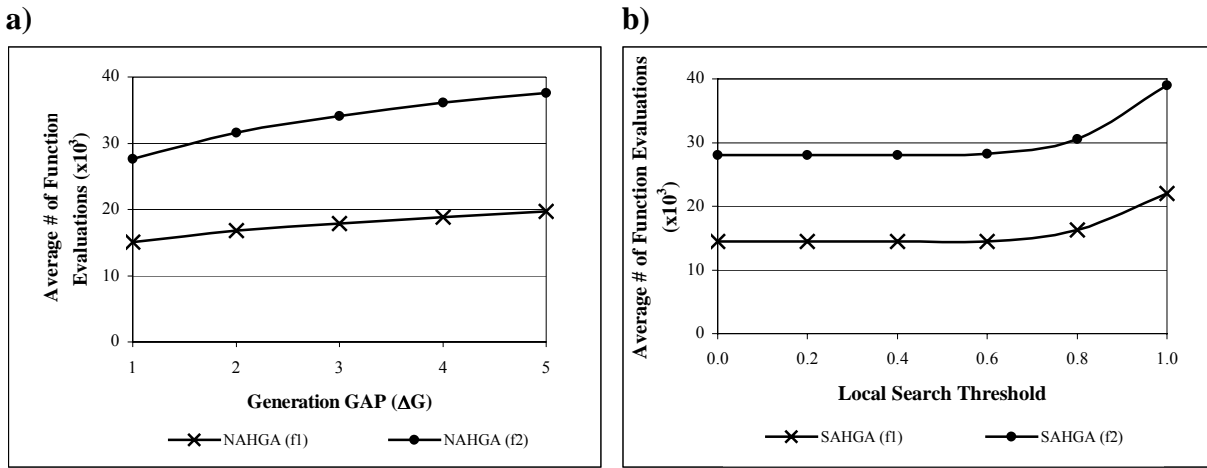 a)
40
30
20
10
0
Average # of Function
Evaluations (x10³)
1 2 3 4 5
Generation GAP (ΔG)
NAHGA (f1) NAHGA (f2)
b)
40
30
20
10
0
Average # of Function Evaluations
(x10³)
0.0 0.2 0.4 0.6 0.8 1.0
Local Search Threshold
SAHGA (f1) SAHGA (f2)